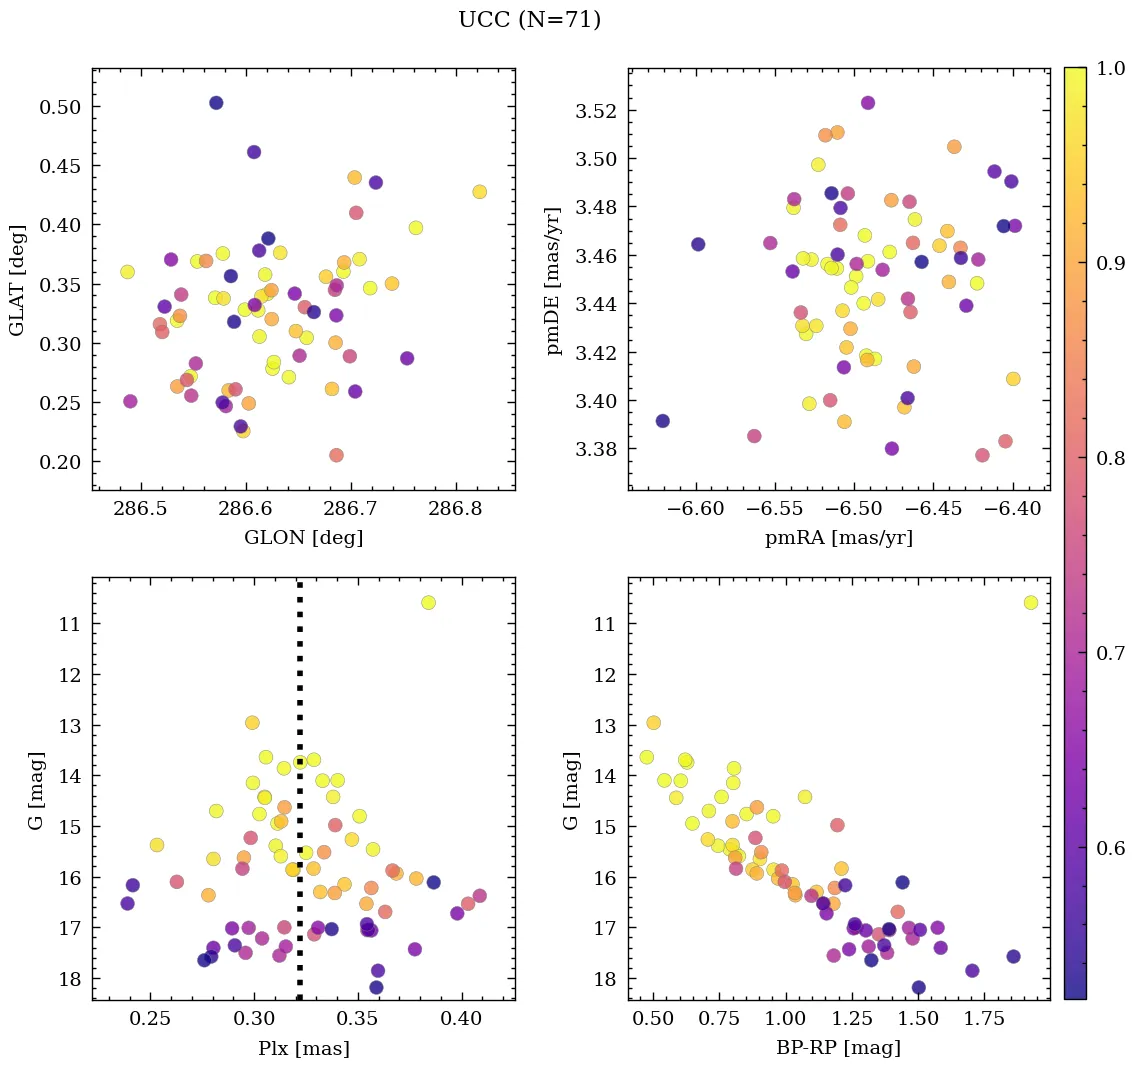 UCC (N=71)
0.50
0.45
0.40
0.35
0.30
0.25
0.20
GLAT [deg]
286.5 286.6 286.7 286.8
GLON [deg]
3.52
3.50
3.48
3.46
3.44
3.42
3.40
3.38
pmDE [mas/yr]
−6.60 −6.55 −6.50 −6.45 −6.40
pmRA [mas/yr]
11
12
13
14
15
16
17
18
G [mag]
0.25 0.30 0.35 0.40
Plx [mas]
11
12
13
14
15
16
17
18
G [mag]
0.50 0.75 1.00 1.25 1.50 1.75
BP-RP [mag]
1.0
0.9
0.8
0.7
0.6